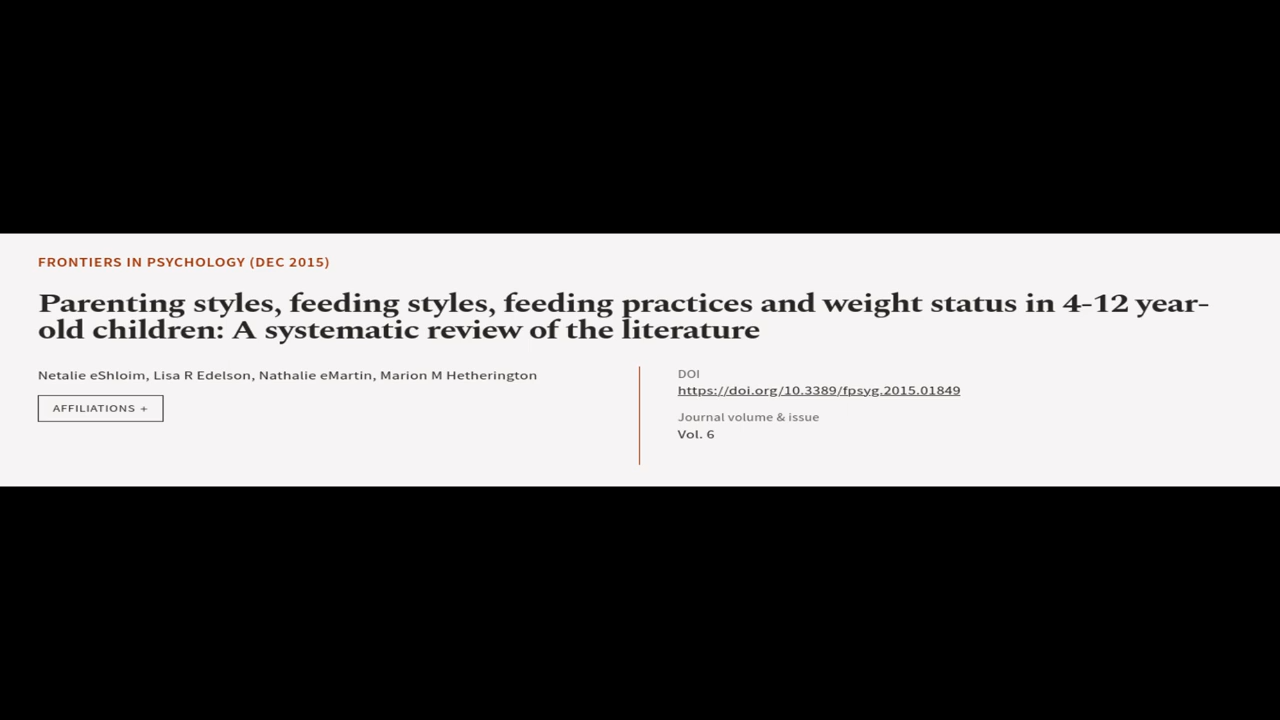 FRONTIERS IN PSYCHOLOGY (DEC 2015)
Parenting styles, feeding styles, feeding practices and weight status in 4-12 year-
old children: A systematic review of the literature
Netalie eShloim, Lisa R Edelson, Nathalie eMartin, Marion M Hetherington
AFFILIATIONS +
DOI
https://doi.org/10.3389/fpsyg.2015.01849
Journal volume & issue
Vol. 6